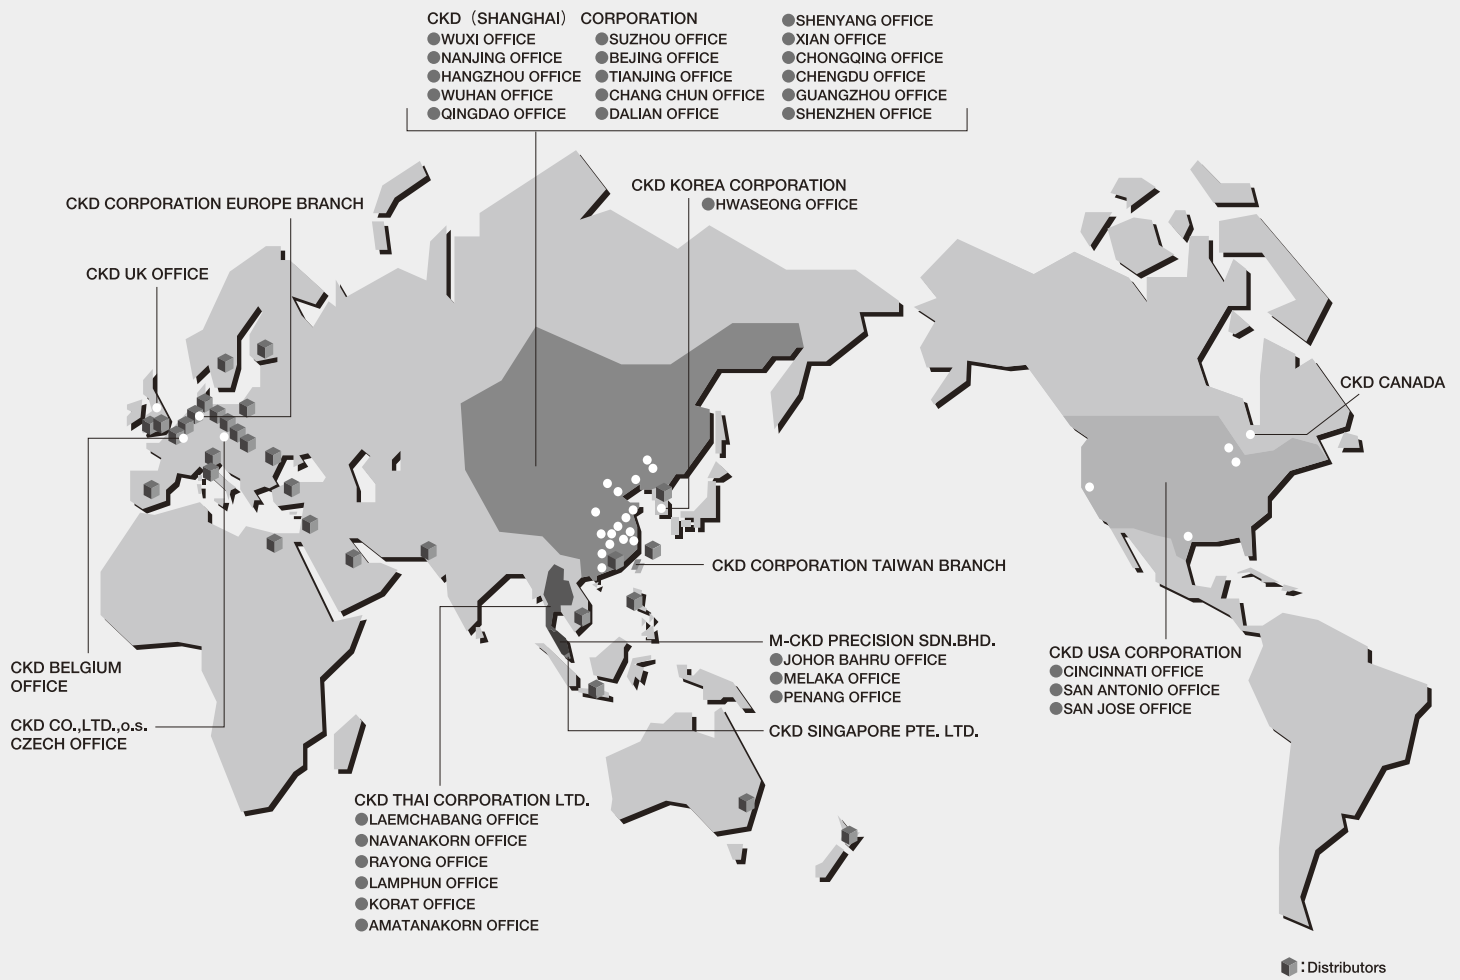 CKD（SHANGHAI） CORPORATION
●WUXI OFFICE
●NANJING OFFICE
●HANGZHOU OFFICE
●WUHAN OFFICE
●QINGDAO OFFICE
●SUZHOU OFFICE
●BEJING OFFICE
●TIANJING OFFICE
●CHANG CHUN OFFICE
●DALIAN OFFICE
●SHENYANG OFFICE
●XIAN OFFICE
●CHONGQING OFFICE
●CHENGDU OFFICE
●GUANGZHOU OFFICE
●SHENZHEN OFFICE
CKD KOREA CORPORATION
●HWASEONG OFFICE
CKD CORPORATION EUROPE BRANCH
CKD UK OFFICE
CKD CANADA
CKD CORPORATION TAIWAN BRANCH
M-CKD PRECISION SDN.BHD.
●JOHOR BAHRU OFFICE
●MELAKA OFFICE
●PENANG OFFICE
CKD SINGAPORE PTE. LTD.
CKD USA CORPORATION
●CINCINNATI OFFICE
●SAN ANTONIO OFFICE
●SAN JOSE OFFICE
CKD BELGIUM
OFFICE
CKD CO.,LTD.,o.s.
CZECH OFFICE
CKD THAI CORPORATION LTD.
●LAEMCHABANG OFFICE
●NAVANAKORN OFFICE
●RAYONG OFFICE
●LAMPHUN OFFICE
●KORAT OFFICE
●AMATANAKORN OFFICE
: Distributors